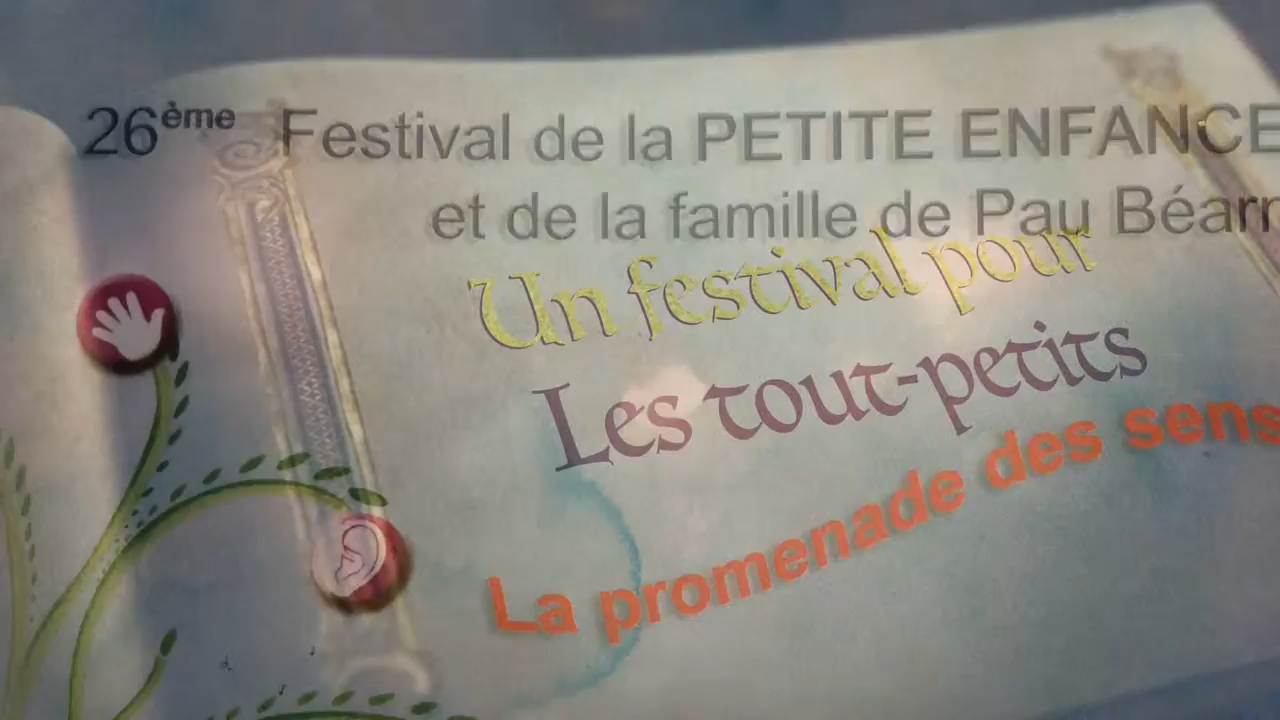 26ème Festival de la PETITE ENFANCE
et de la famille de Pau Béarn
Un festival pour
Les tout-petits
La promenade des sens